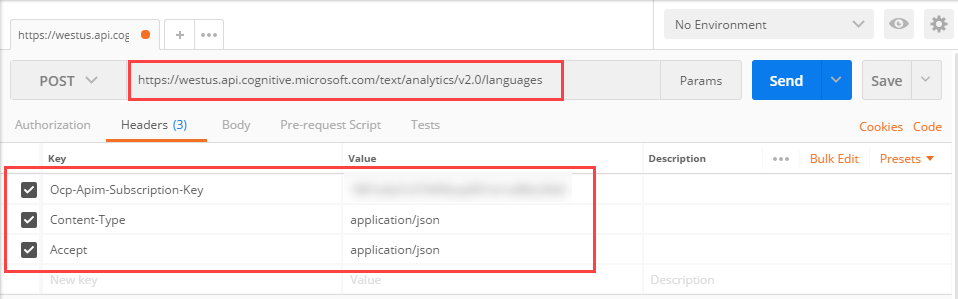 No Environment
https://westus.api.cog
POST https://westus.api.cognitive.microsoft.com/text/analytics/v2.0/languages Params Send Save
Authorization Headers (3) Body Pre-request Script Tests Cookies Code
Key Value Description Bulk Edit Presets
Ocp-Apim-Subscription-Key
Content-Type application/json
Accept application/json
New key Value Description